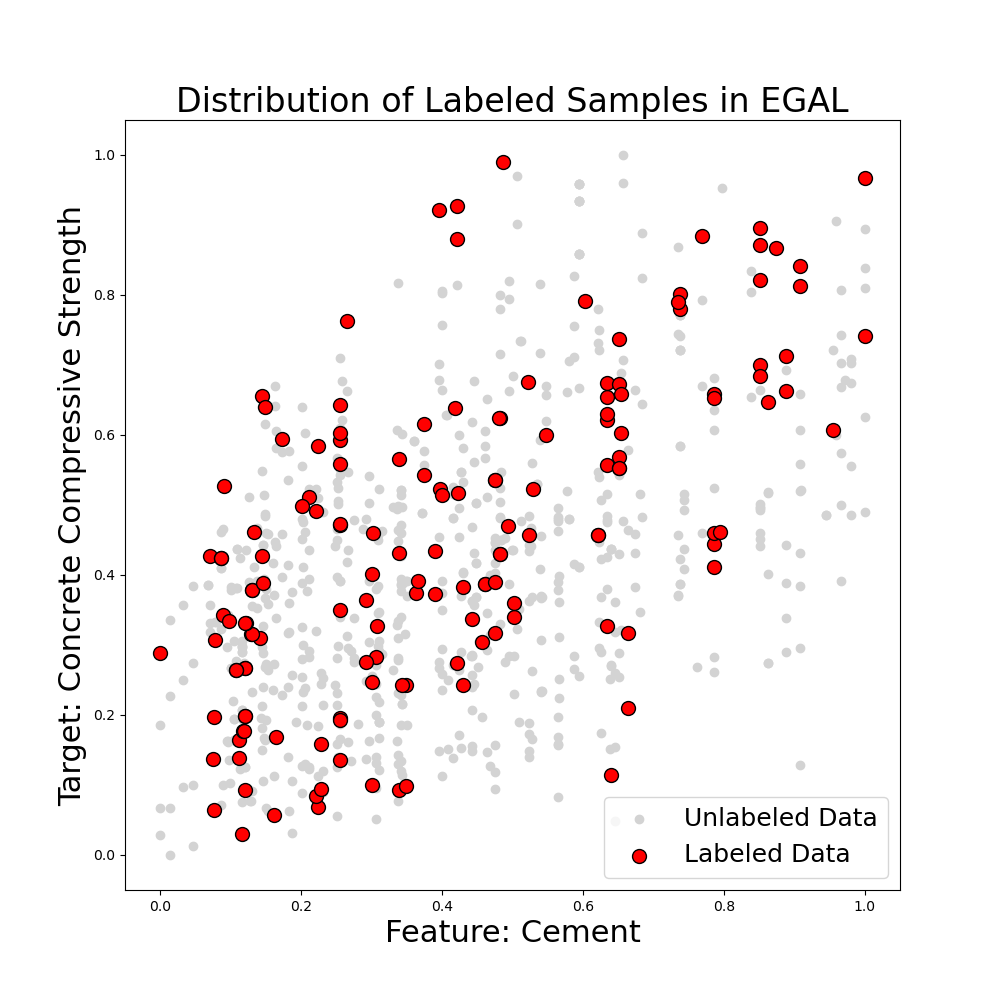 Distribution of Labeled Samples in EGAL
Target: Concrete Compressive Strength
1.0
0.8
0.6
0.4
0.2
0.0
0.0 0.2 0.4 0.6 0.8 1.0
Feature: Cement
Unlabeled Data
Labeled Data